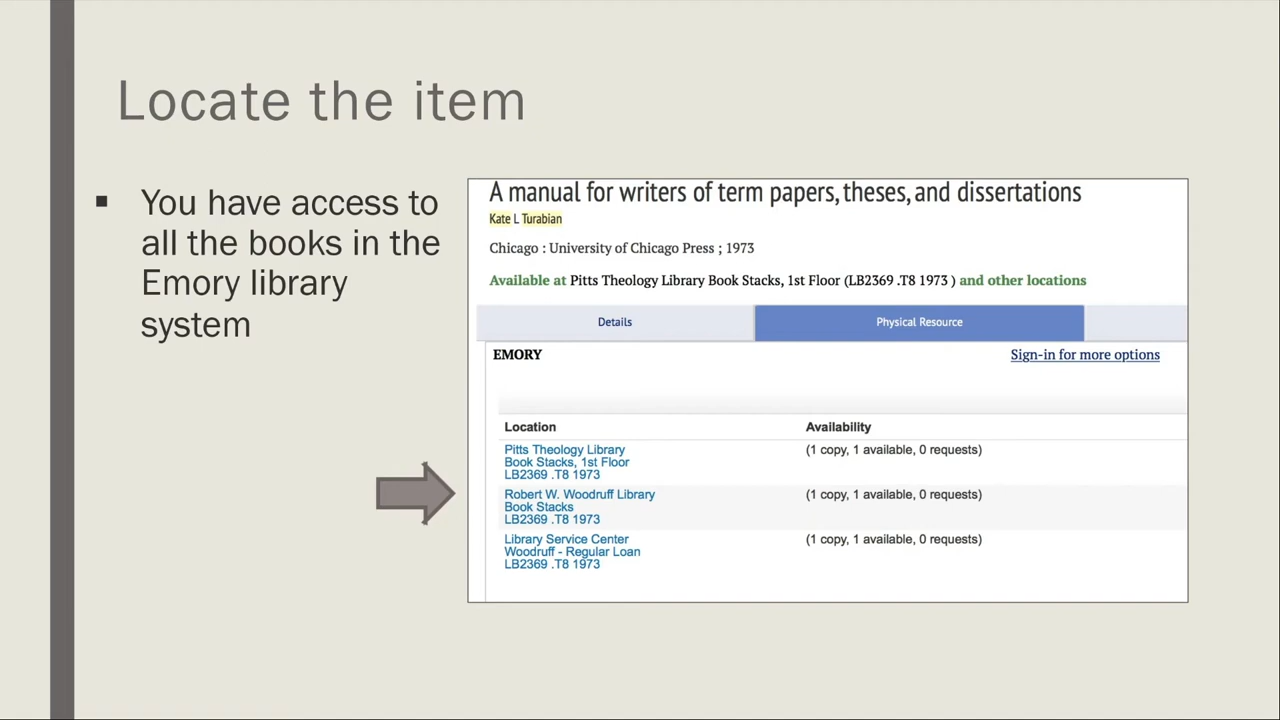 Locate the item
▪ You have access to
all the books in the
Emory library
system
A manual for writers of term papers, theses, and dissertations
Kate L Turabian
Chicago : University of Chicago Press ; 1973
Available at Pitts Theology Library Book Stacks, 1st Floor (LB2369 .T8 1973 ) and other locations
Details Physical Resource
EMORY Sign-in for more options
Location Availability
Pitts Theology Library (1 copy, 1 available, 0 requests)
Book Stacks, 1st Floor
LB2369 .T8 1973
Robert W. Woodruff Library (1 copy, 1 available, 0 requests)
Book Stacks
LB2369 .T8 1973
Library Service Center (1 copy, 1 available, 0 requests)
Woodruff - Regular Loan
LB2369 .T8 1973